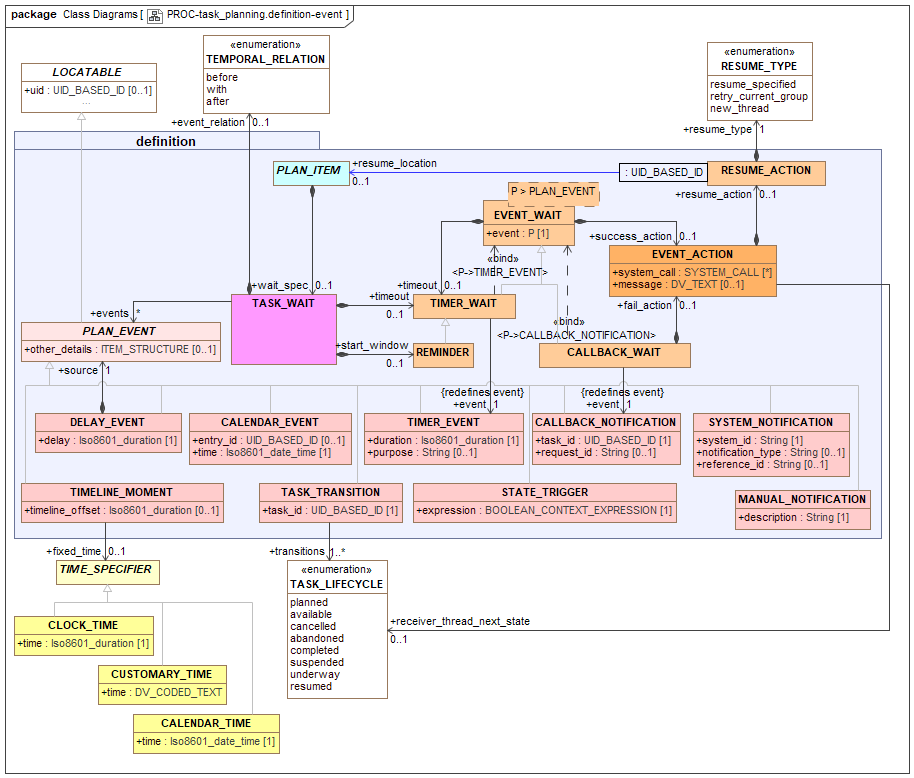 package Class Diagrams [ PROC-task_planning.definition-event ]
«enumeration»
TEMPORAL_RELATION
before
with
after
«enumeration»
RESUME_TYPE
resume_specified
retry_current_group
new_thread
LOCATABLE
+uid : UID_BASED_ID [0..1]
...
+event_relation 0..1
+resume_type 1
definition
PLAN_ITEM
+resume_location
0..1
: UID_BASED_ID
RESUME_ACTION
P > PLAN_EVENT
+resume_action 0..1
EVENT_WAIT
+event : P [1]
+success_action 0..1
EVENT_ACTION
+system_call : SYSTEM_CALL [*]
+message : DV_TEXT [0..1]
«bind»
<P->TIMER_EVENT>
+wait_spec 0..1
+timeout 0..1
TASK_WAIT
+timeout
0..1
TIMER_WAIT
+fail_action 0..1
+events *
PLAN_EVENT
+other_details : ITEM_STRUCTURE [0..1]
«bind»
<P->CALLBACK_NOTIFICATION>
+start_window
0..1
REMINDER
CALLBACK_WAIT
+source 1
{redefines event}
+event 1
{redefines event}
+event 1
DELAY_EVENT
+delay : Iso8601_duration [1]
CALENDAR_EVENT
+entry_id : UID_BASED_ID [0..1]
+time : Iso8601_date_time [1]
TIMER_EVENT
+duration : Iso8601_duration [1]
+purpose : String [0..1]
CALLBACK_NOTIFICATION
+task_id : UID_BASED_ID [1]
+request_id : String [0..1]
SYSTEM_NOTIFICATION
+system_id : String [1]
+notification_type : String [0..1]
+reference_id : String [0..1]
TIMELINE_MOMENT
+timeline_offset : Iso8601_duration [0..1]
TASK_TRANSITION
+task_id : UID_BASED_ID [1]
STATE_TRIGGER
+expression : BOOLEAN_CONTEXT_EXPRESSION [1]
MANUAL_NOTIFICATION
+description : String [1]
+fixed_time 0..1
+transitions 1..*
TIME_SPECIFIER
«enumeration»
TASK_LIFECYCLE
planned
available
cancelled
abandoned
completed
suspended
underway
resumed
+receiver_thread_next_state
0..1
CLOCK_TIME
+time : Iso8601_duration [1]
CUSTOMARY_TIME
+time : DV_CODED_TEXT
CALENDAR_TIME
+time : Iso8601_date_time [1]